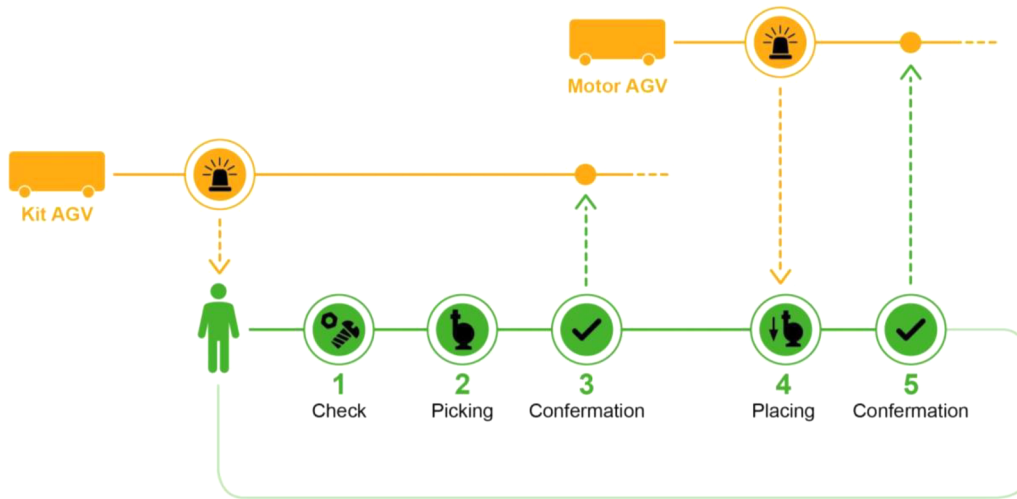 Motor AGV
Kit AGV
1 2 3 4 5
Check Picking Confermation Placing Confermation